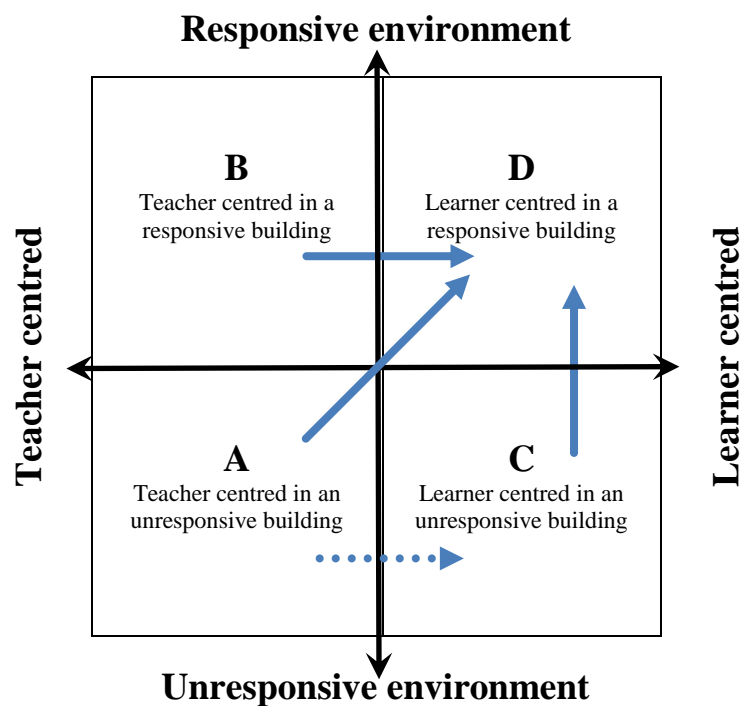 Responsive environment
B
Teacher centred in a
responsive building
D
Learner centred in a
responsive building
Teacher centred
Learner centred
A
Teacher centred in an
unresponsive building
C
Learner centred in an
unresponsive building
Unresponsive environment